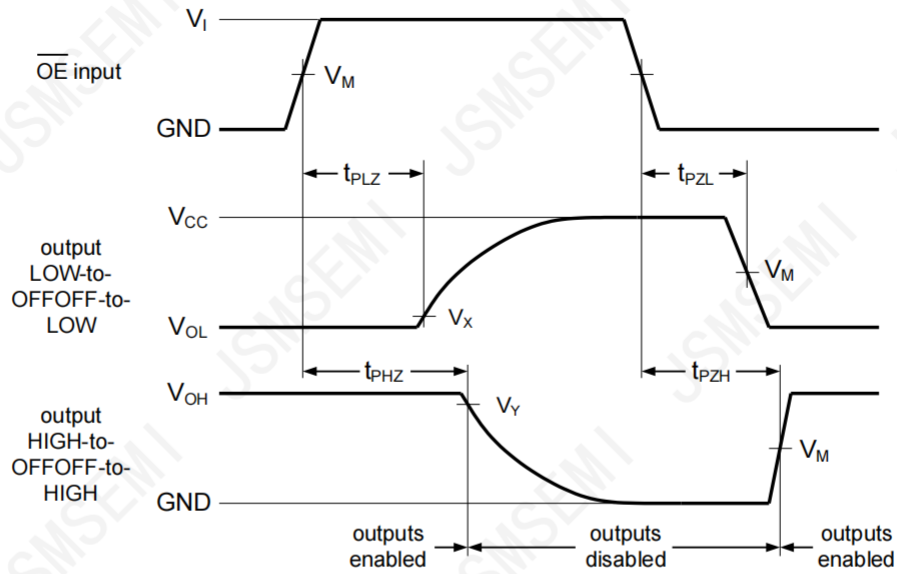 V_I
OE input
V_M
GND
t_PLZ
t_PZL
V_CC
output
LOW-to-
OFFOFF-to-
LOW
V_M
V_X
V_OL
t_PHZ
t_PZH
V_OH
V_Y
output
HIGH-to-
OFFOFF-to-
HIGH
V_M
GND
outputs
enabled
outputs
disabled
outputs
enabled
JSMSEMI
JSMSEMI
JSMSEMI
JSMSEMI
JSMSEMI
JSMSEMI